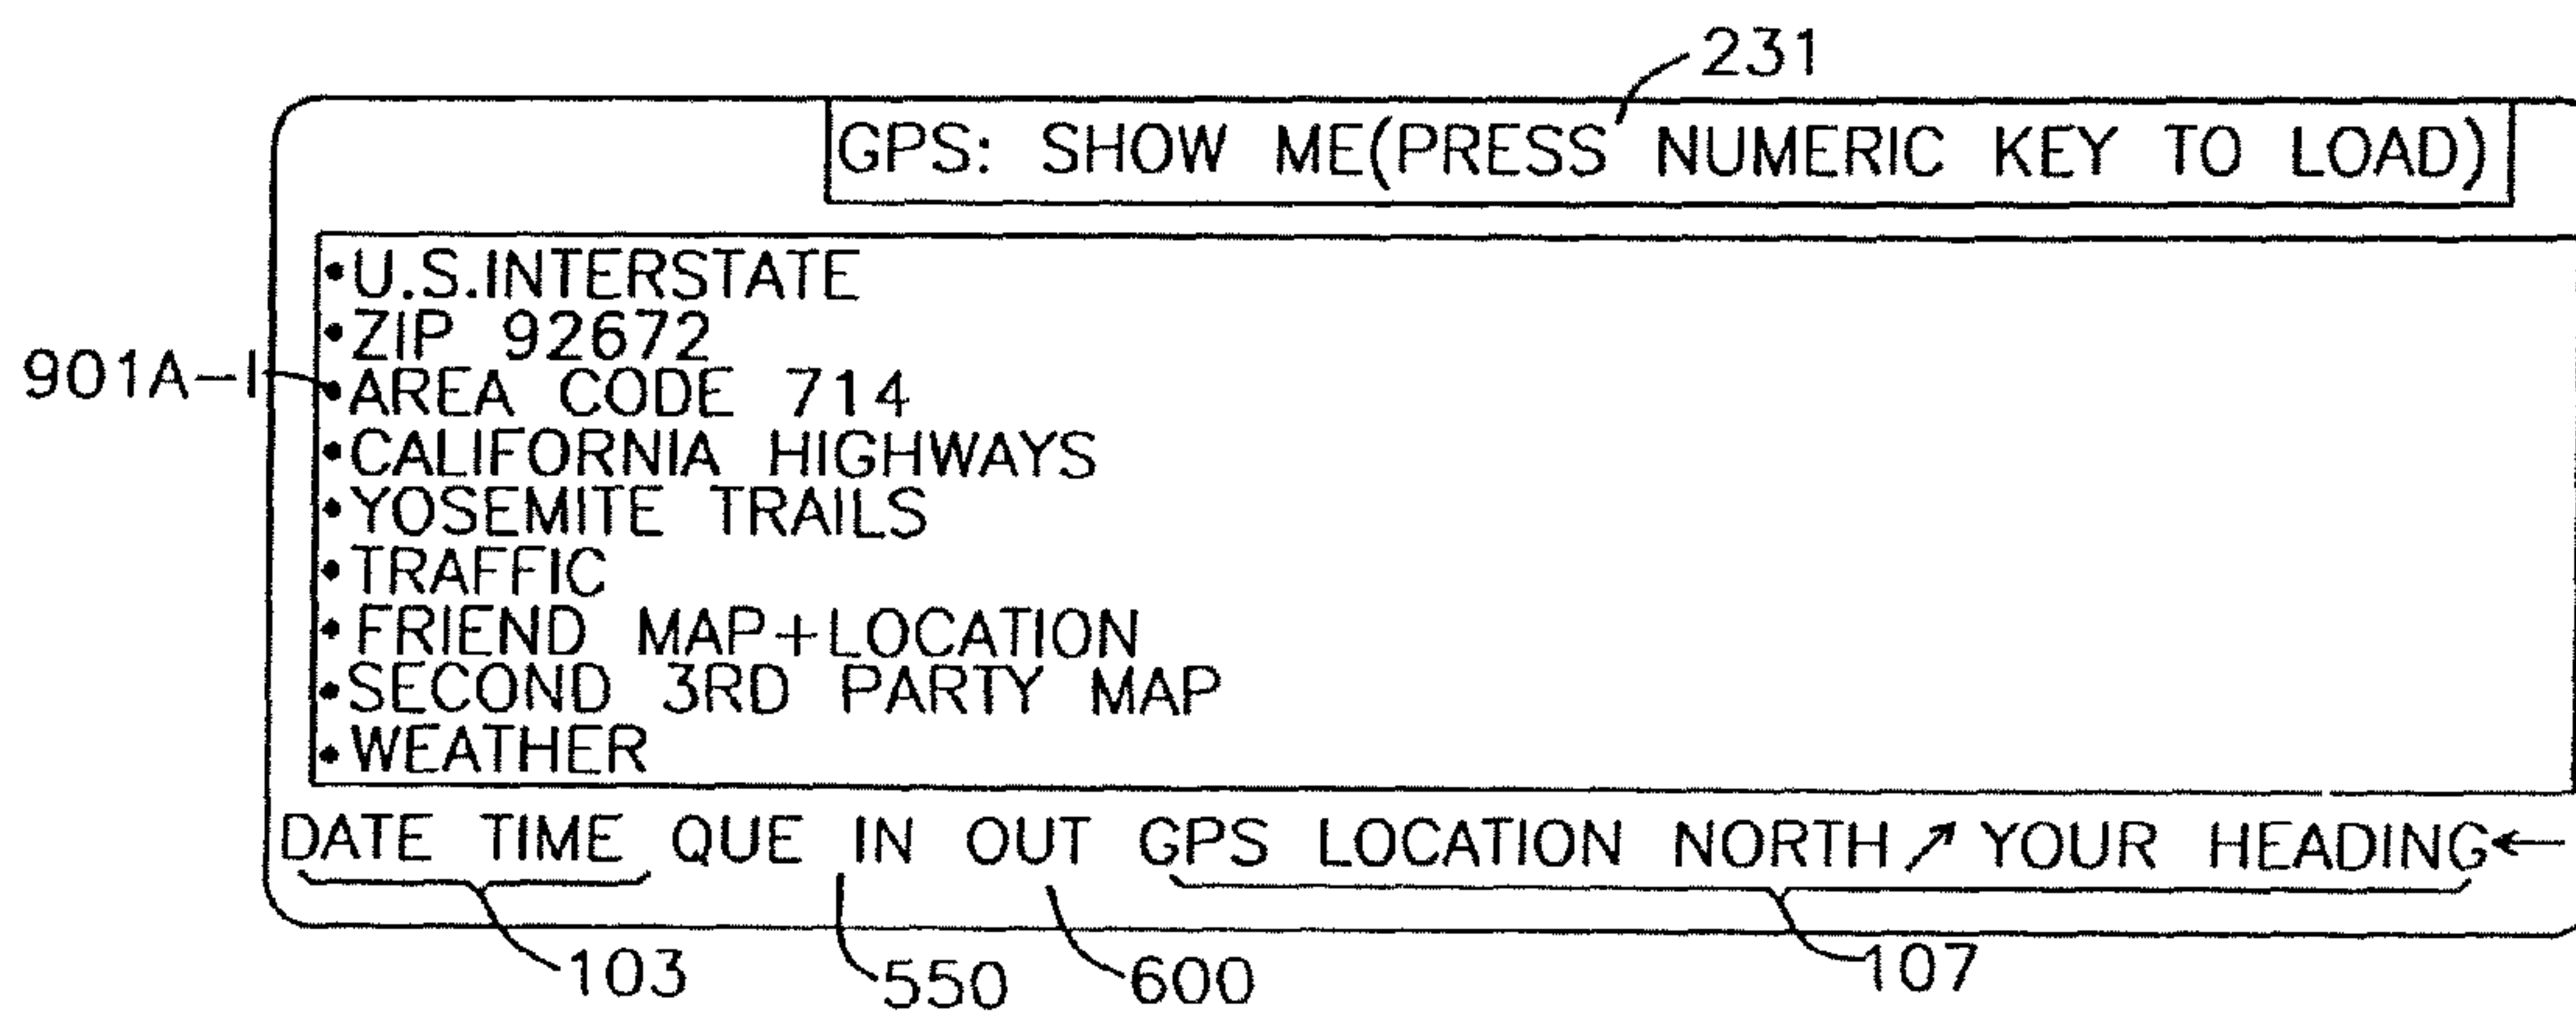 231
GPS: SHOW ME(PRESS NUMERIC KEY TO LOAD)
•U.S.INTERSTATE
•ZIP 92672
901A-I
•AREA CODE 714
•CALIFORNIA HIGHWAYS
•YOSEMITE TRAILS
•TRAFFIC
•FRIEND MAP+LOCATION
•SECOND 3RD PARTY MAP
•WEATHER
DATE TIME QUE IN OUT GPS LOCATION NORTH↗YOUR HEADING←
103 550 600 107